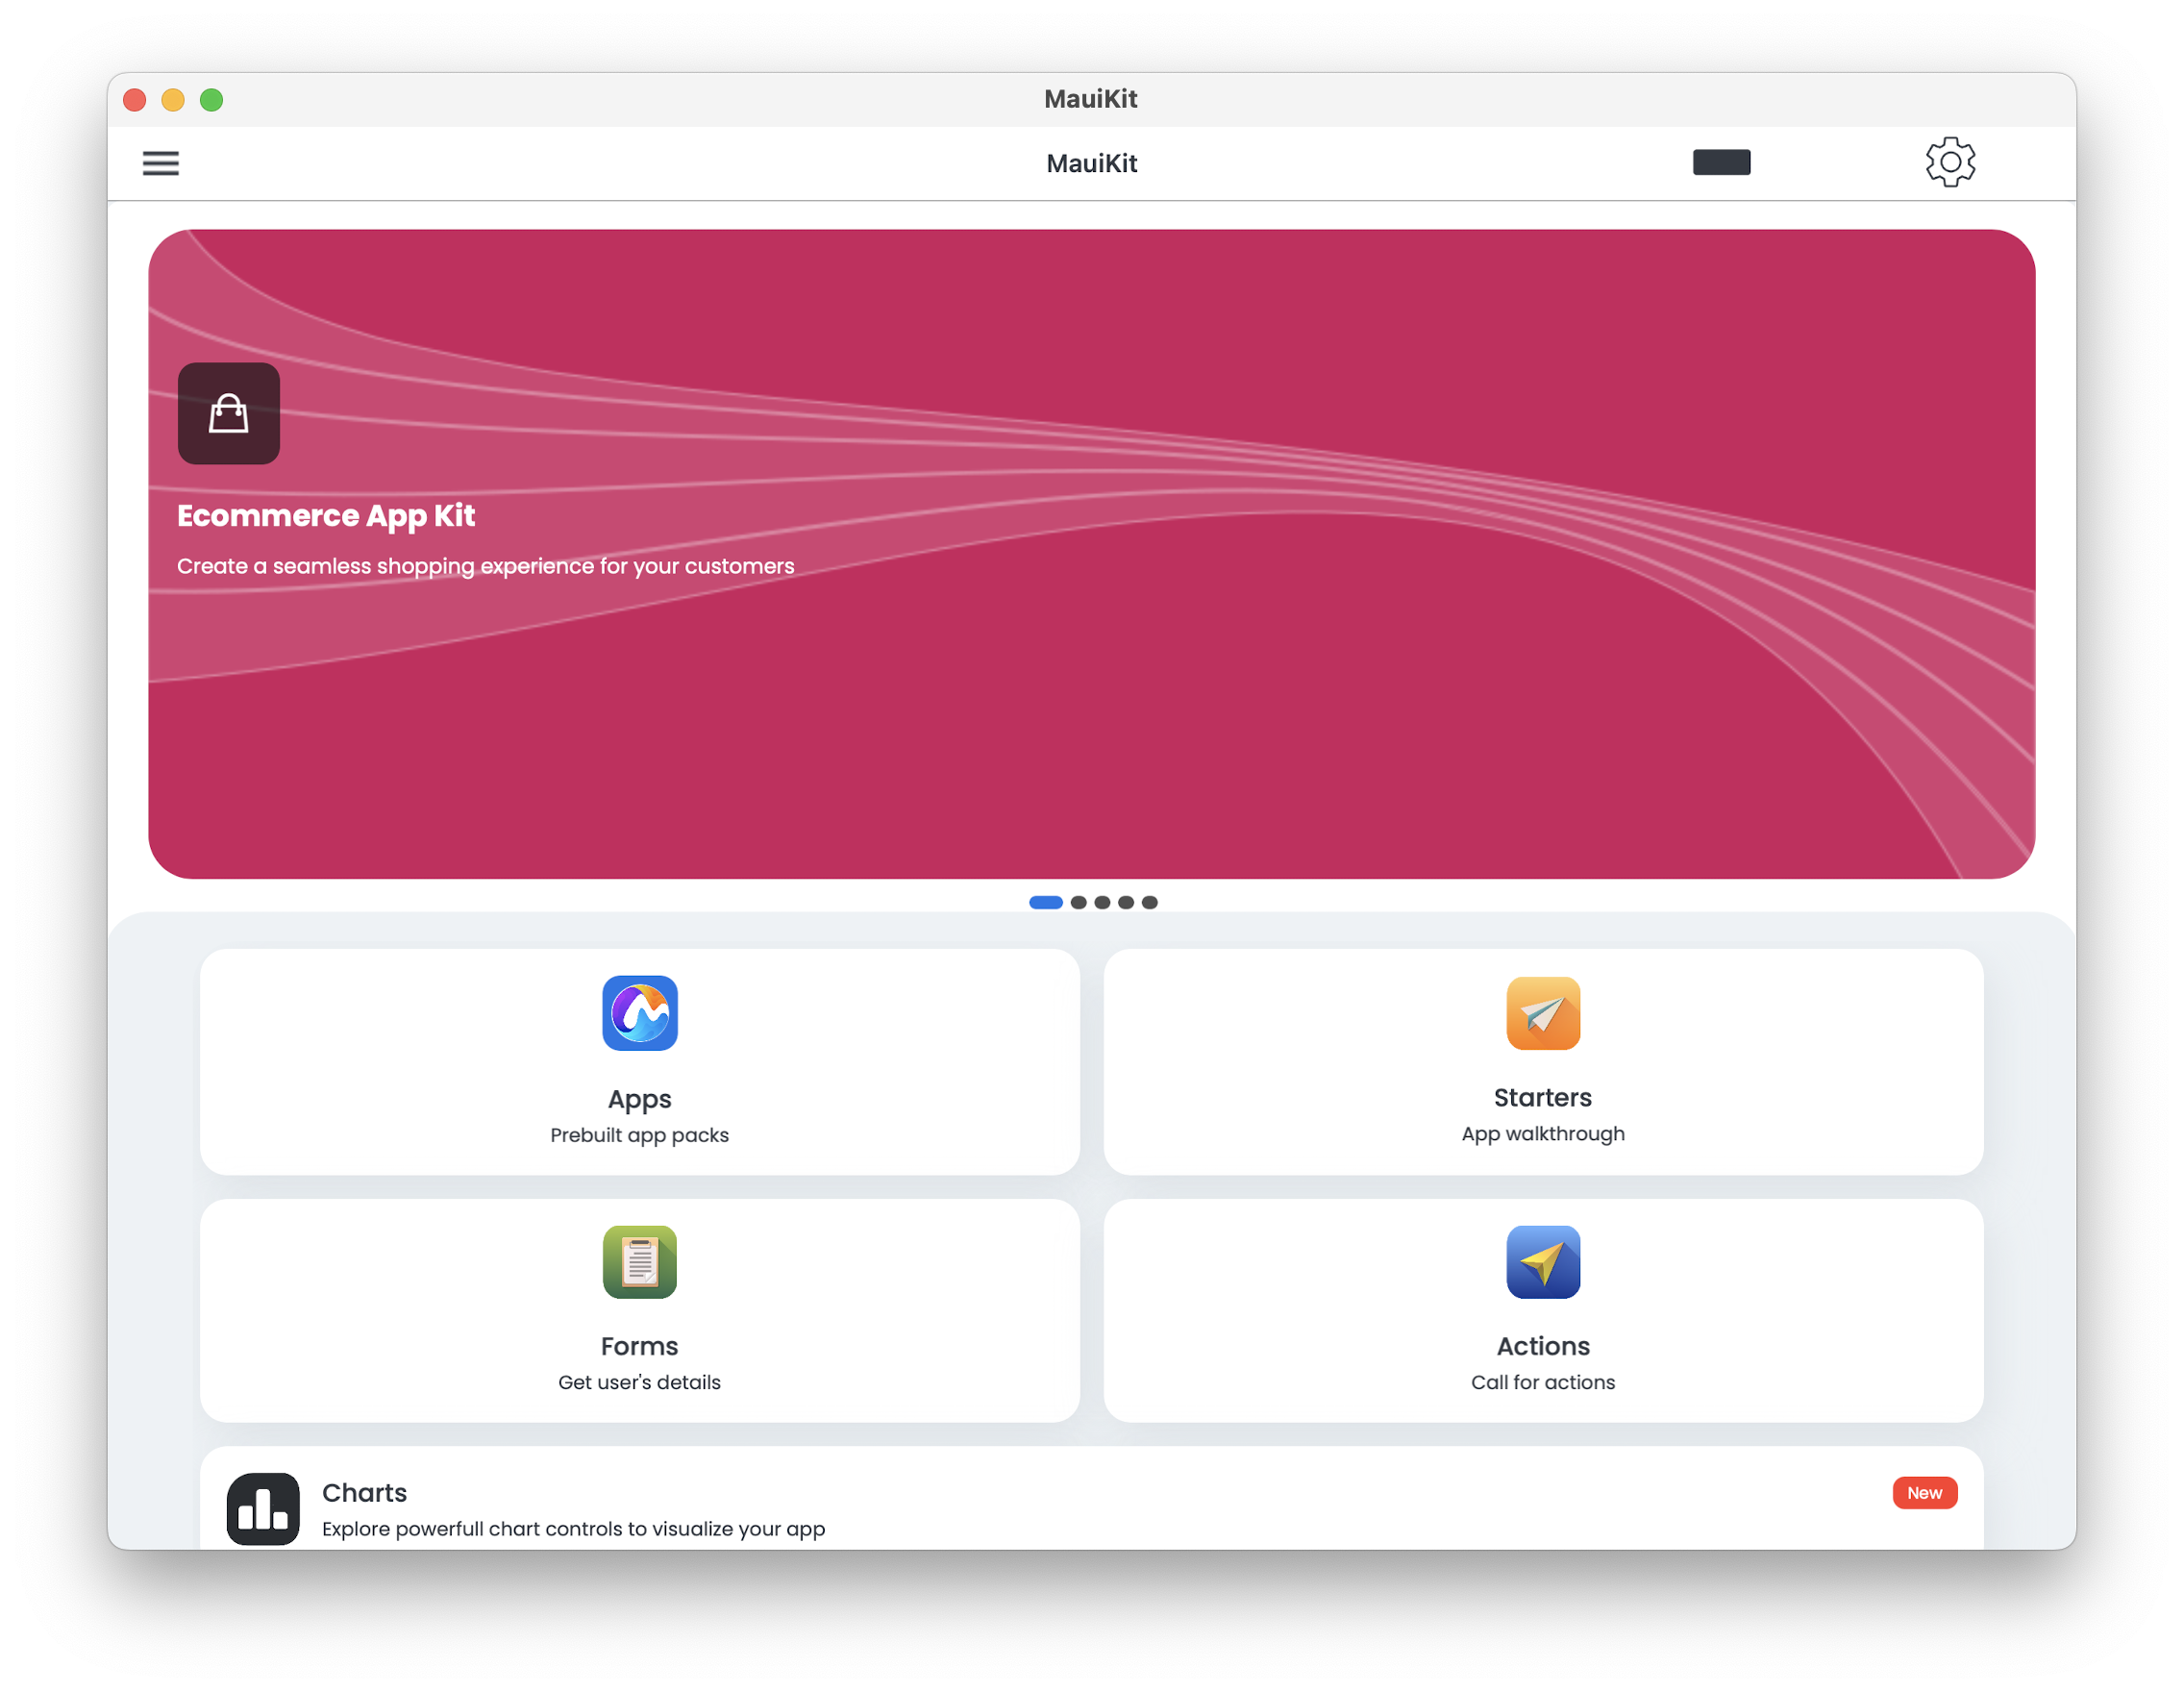 MauiKit
MauiKit
Ecommerce App Kit
Create a seamless shopping experience for your customers
Apps
Prebuilt app packs
Starters
App walkthrough
Forms
Get user's details
Actions
Call for actions
Charts
New
Explore powerfull chart controls to visualize your app